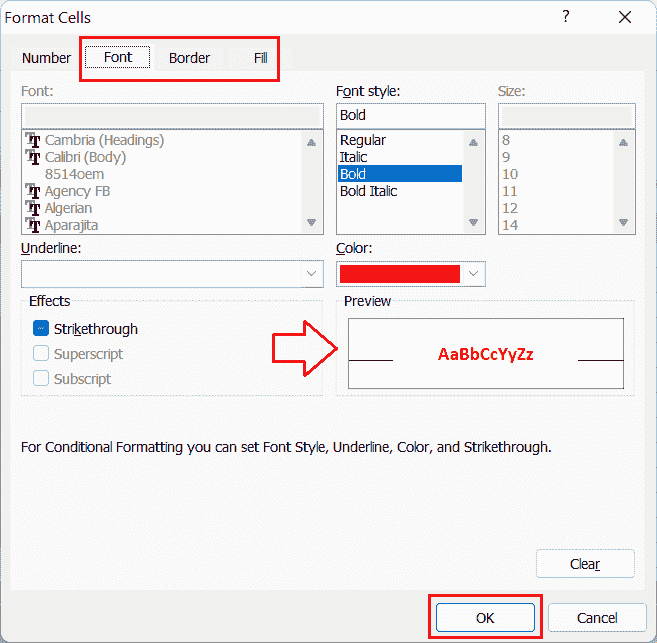 Format Cells ?
Number Font Border Fill
Font: Font style: Size:
Bold
Cambria (Headings) Regular 8
Calibri (Body) Italic 9
8514oem Bold 10
Agency FB Bold Italic 11
Algerian 12
Aparajita 14
Underline: Color:
Effects Preview
Strikethrough
Superscript AaBbCcYyZz
Subscript
For Conditional Formatting you can set Font Style, Underline, Color, and Strikethrough.
Clear
OK Cancel